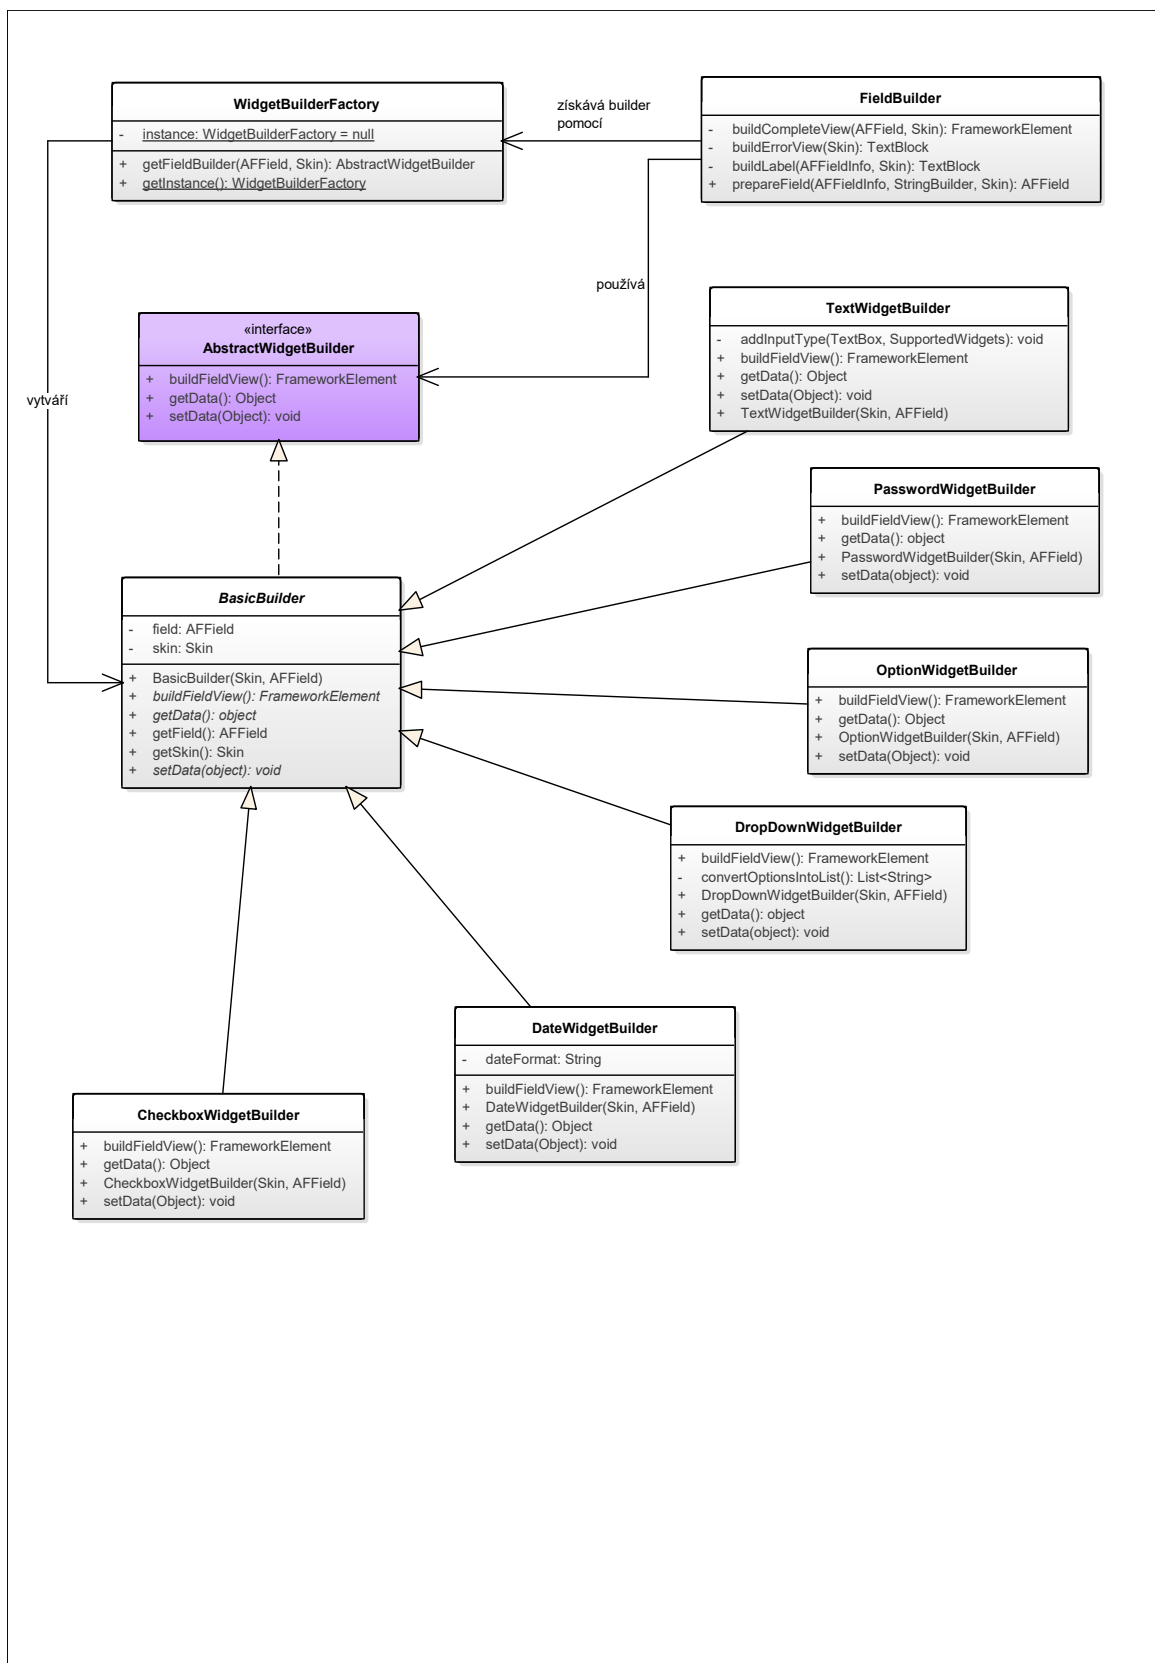 WidgetBuilderFactory
- instance: WidgetBuilderFactory = null
+ getFieldBuilder(AFField, Skin): AbstractWidgetBuilder
+ getInstance(): WidgetBuilderFactory
získává builder
pomocí
FieldBuilder
- buildCompleteView(AFField, Skin): FrameworkElement
- buildErrorView(Skin): TextBlock
- buildLabel(AFFieldInfo, Skin): TextBlock
+ prepareField(AFFieldInfo, StringBuilder, Skin): AFField
používá
«interface»
AbstractWidgetBuilder
+ buildFieldView(): FrameworkElement
+ getData(): Object
+ setData(Object): void
vytváří
TextWidgetBuilder
- addInputType(TextBox, SupportedWidgets): void
+ buildFieldView(): FrameworkElement
+ getData(): Object
+ setData(Object): void
+ TextWidgetBuilder(Skin, AFField)
PasswordWidgetBuilder
+ buildFieldView(): FrameworkElement
+ getData(): object
+ PasswordWidgetBuilder(Skin, AFField)
+ setData(object): void
BasicBuilder
- field: AFField
- skin: Skin
+ BasicBuilder(Skin, AFField)
+ buildFieldView(): FrameworkElement
+ getData(): object
+ getField(): AFField
+ getSkin(): Skin
+ setData(object): void
OptionWidgetBuilder
+ buildFieldView(): FrameworkElement
+ getData(): Object
+ OptionWidgetBuilder(Skin, AFField)
+ setData(Object): void
DropDownWidgetBuilder
+ buildFieldView(): FrameworkElement
- convertOptionsIntoList(): List<String>
+ DropDownWidgetBuilder(Skin, AFField)
+ getData(): object
+ setData(object): void
DateWidgetBuilder
- dateFormat: String
+ buildFieldView(): FrameworkElement
+ DateWidgetBuilder(Skin, AFField)
+ getData(): Object
+ setData(Object): void
CheckboxWidgetBuilder
+ buildFieldView(): FrameworkElement
+ getData(): Object
+ CheckboxWidgetBuilder(Skin, AFField)
+ setData(Object): void